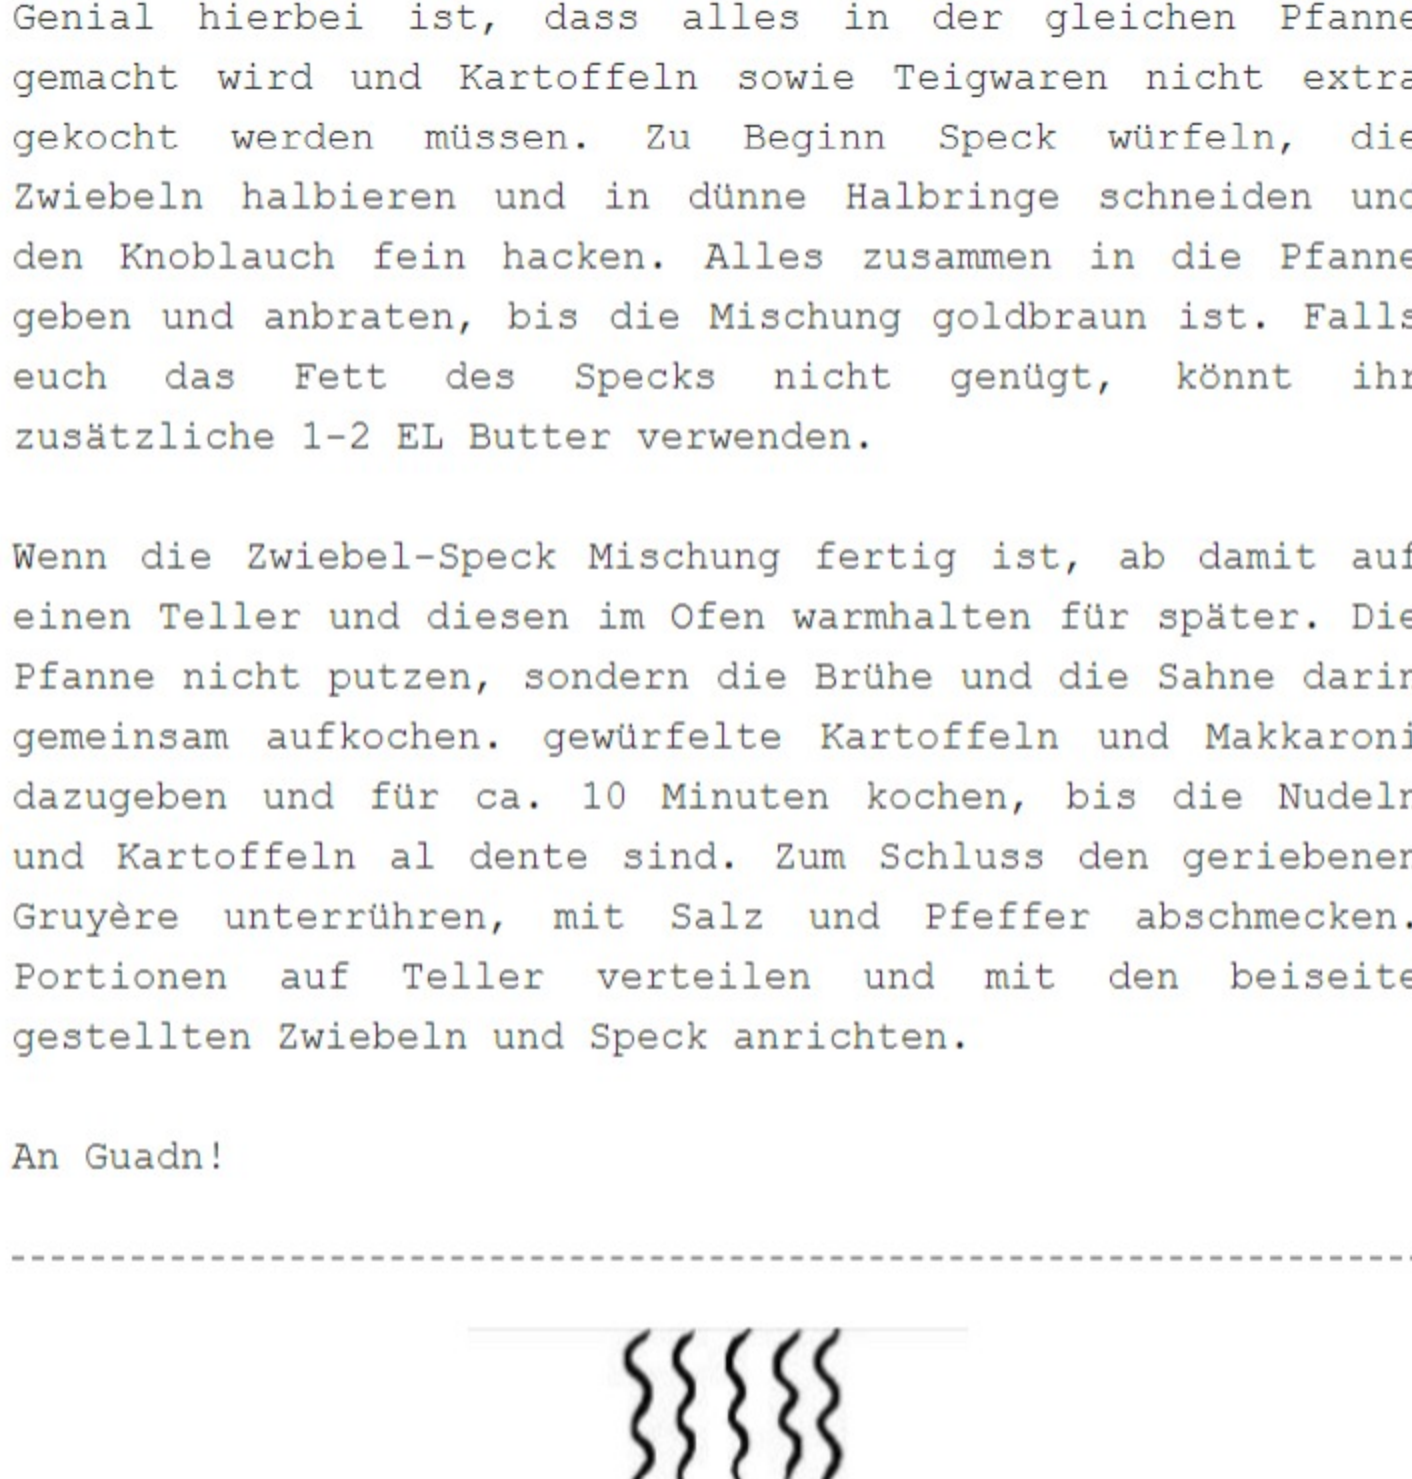 Genial hierbei ist, dass alles in der gleichen Pfanne
gemacht wird und Kartoffeln sowie Teigwaren nicht extra
gekocht werden müssen. Zu Beginn Speck würfeln, die
Zwiebeln halbieren und in dünne Halbringe schneiden und
den Knoblauch fein hacken. Alles zusammen in die Pfanne
geben und anbraten, bis die Mischung goldbraun ist. Falls
euch das Fett des Specks nicht genügt, könnt ihr
zusätzliche 1-2 EL Butter verwenden.
Wenn die Zwiebel-Speck Mischung fertig ist, ab damit auf
einen Teller und diesen im Ofen warmhalten für später. Die
Pfanne nicht putzen, sondern die Brühe und die Sahne darin
gemeinsam aufkochen. gewürfelte Kartoffeln und Makkaroni
dazugeben und für ca. 10 Minuten kochen, bis die Nudeln
und Kartoffeln al dente sind. Zum Schluss den geriebenen
Gruyère unterrühren, mit Salz und Pfeffer abschmecken.
Portionen auf Teller verteilen und mit den beiseite
gestellten Zwiebeln und Speck anrichten.
An Guadn!